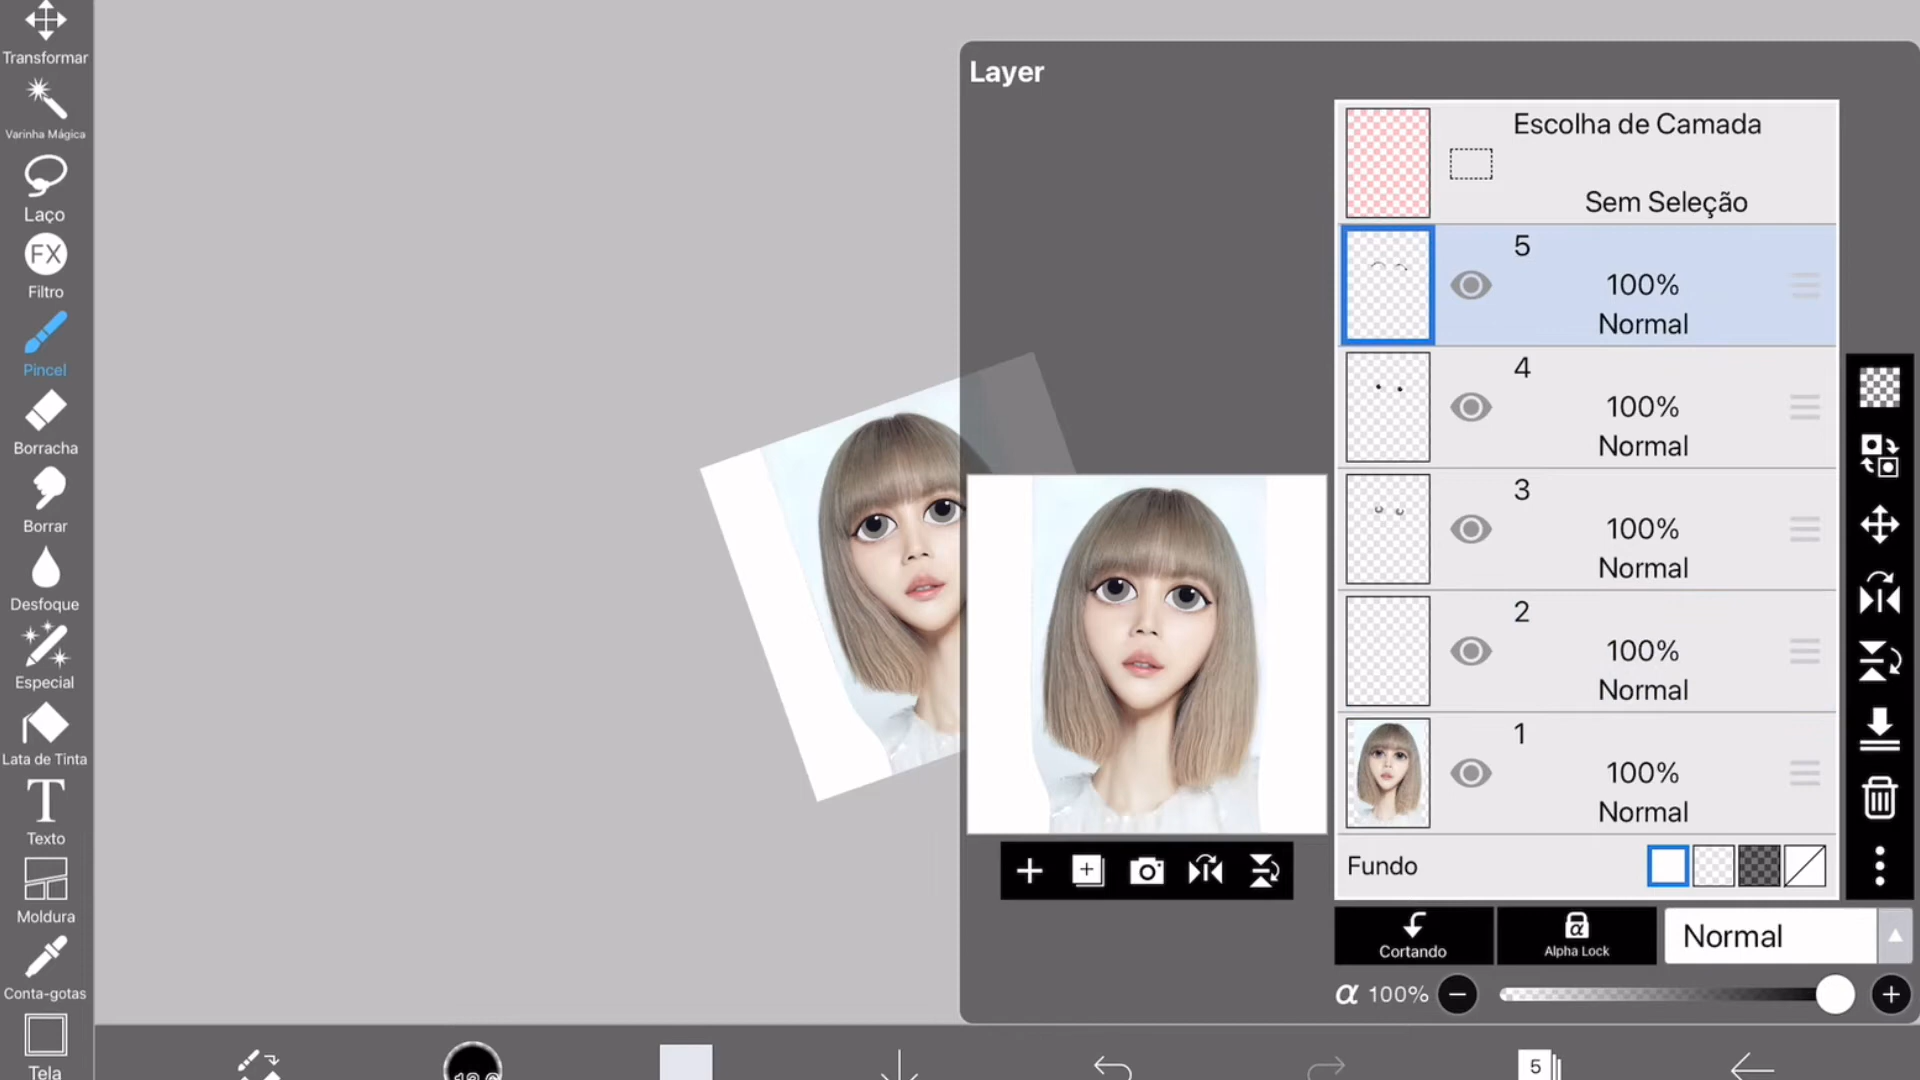 Transformar
Varinha Mágica
Laço
FX
Filtro
Pincel
Borracha
Borrar
Desfoque
Especial
Lata de Tinta
T
Texto
Moldura
Conta-gotas
Tela
Layer
Escolha de Camada
Sem Seleção
5
100%
Normal
4
100%
Normal
3
100%
Normal
2
100%
Normal
1
100%
Normal
Fundo
Cortando
α
Alpha Lock
Normal
α 100%
5